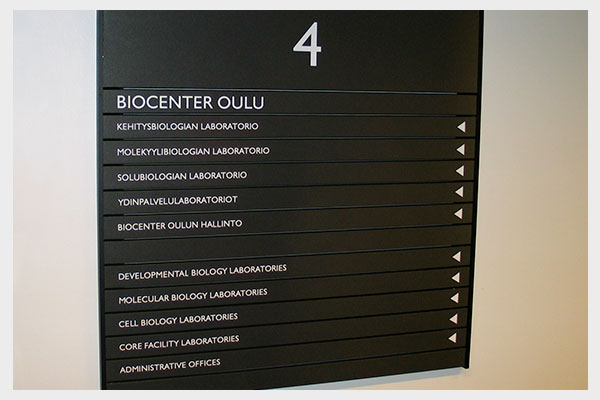 4
BIOCENTER OULU
KEHITYSBIOLOGIAN LABORATORIO
MOLEKYYLIBIOLOGIAN LABORATORIO
SOLUBIOLOGIAN LABORATORIO
YDINPALVELULABORATORIOT
BIOCENTER OULUN HALLINTO
DEVELOPMENTAL BIOLOGY LABORATORIES
MOLECULAR BIOLOGY LABORATORIES
CELL BIOLOGY LABORATORIES
CORE FACILITY LABORATORIES
ADMINISTRATIVE OFFICES